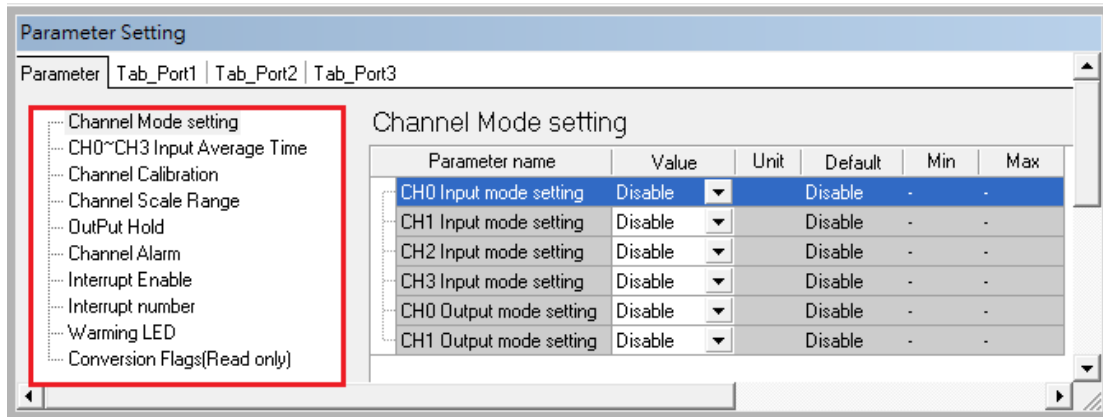 Parameter Setting
Parameter Tab_Port1 Tab_Port2 Tab_Port3
Channel Mode setting
CH0~CH3 Input Average Time
Channel Calibration
Channel Scale Range
OutPut Hold
Channel Alarm
Interrupt Enable
Interrupt number
Warming LED
Conversion Flags(Read only)
Channel Mode setting
Parameter name Value Unit Default Min Max
CH0 Input mode setting Disable Disable - -
CH1 Input mode setting Disable Disable - -
CH2 Input mode setting Disable Disable - -
CH3 Input mode setting Disable Disable - -
CH0 Output mode setting Disable Disable - -
CH1 Output mode setting Disable Disable - -